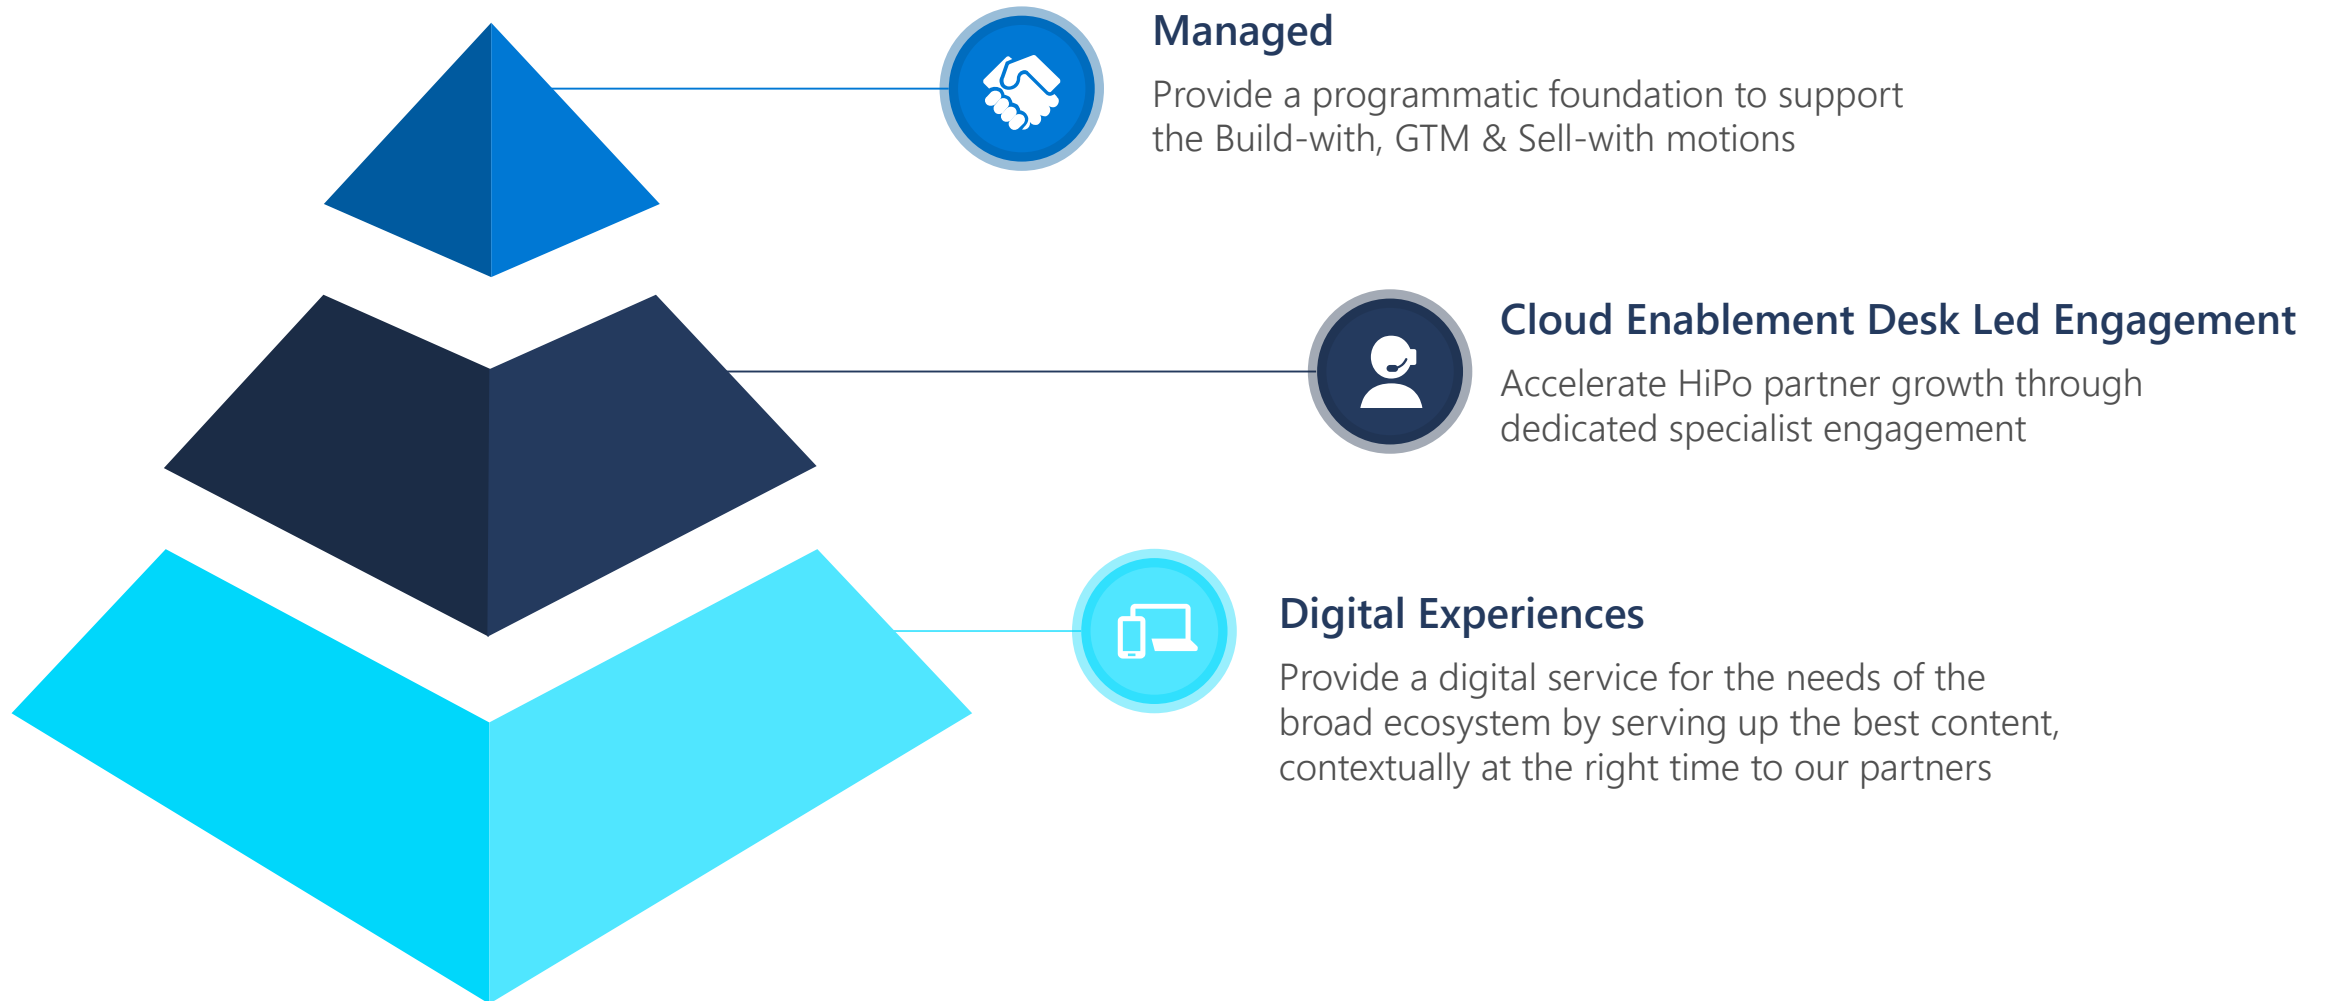 Managed
Provide a programmatic foundation to support
the Build-with, GTM & Sell-with motions
Cloud Enablement Desk Led Engagement
Accelerate HiPo partner growth through
dedicated specialist engagement
Digital Experiences
Provide a digital service for the needs of the
broad ecosystem by serving up the best content,
contextually at the right time to our partners